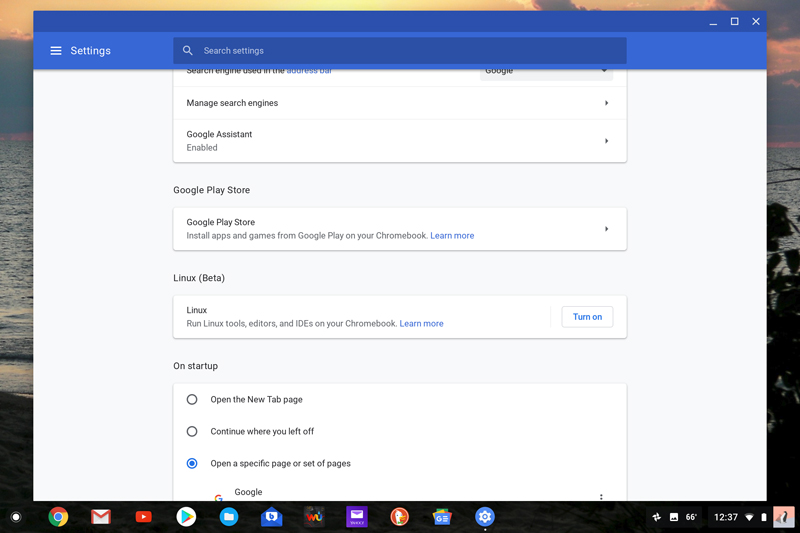 Settings
Search settings
Search engine used in the address bar
Google
Manage search engines
Google Assistant
Enabled
Google Play Store
Google Play Store
Install apps and games from Google Play on your Chromebook. Learn more
Linux (Beta)
Linux
Run Linux tools, editors, and IDEs on your Chromebook. Learn more
Turn on
On startup
Open the New Tab page
Continue where you left off
Open a specific page or set of pages
Google
YAHOO!
66°
12:37